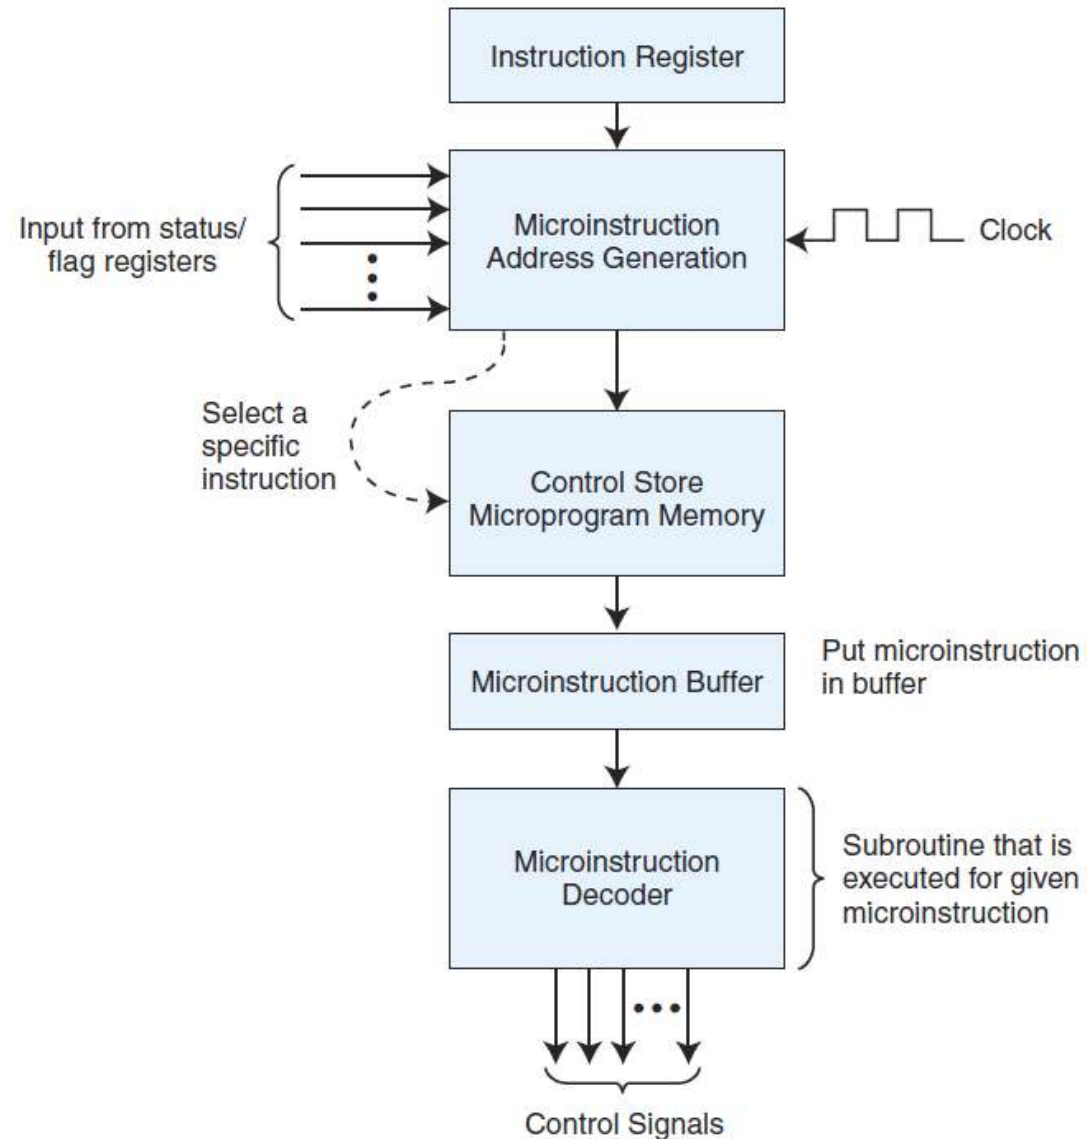 Instruction Register
Input from status/
flag registers
Microinstruction
Address Generation
Clock
Select a
specific
instruction
Control Store
Microprogram Memory
Microinstruction Buffer
Put microinstruction
in buffer
Microinstruction
Decoder
Subroutine that is
executed for given
microinstruction
Control Signals